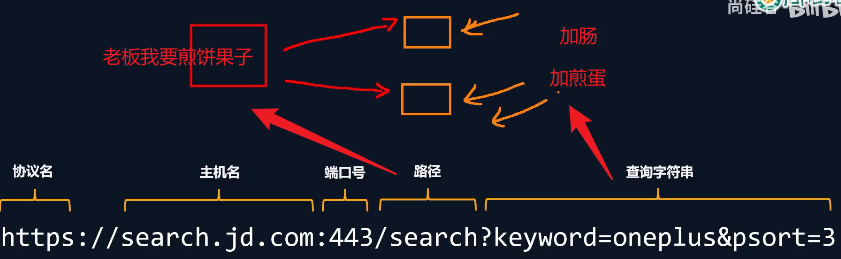 尚硅谷 bilibili
老板我要煎饼果子
加肠
加煎蛋
协议名 主机名 端口号 路径 查询字符串
https://search.jd.com:443/search?keyword=oneplus&psort=3